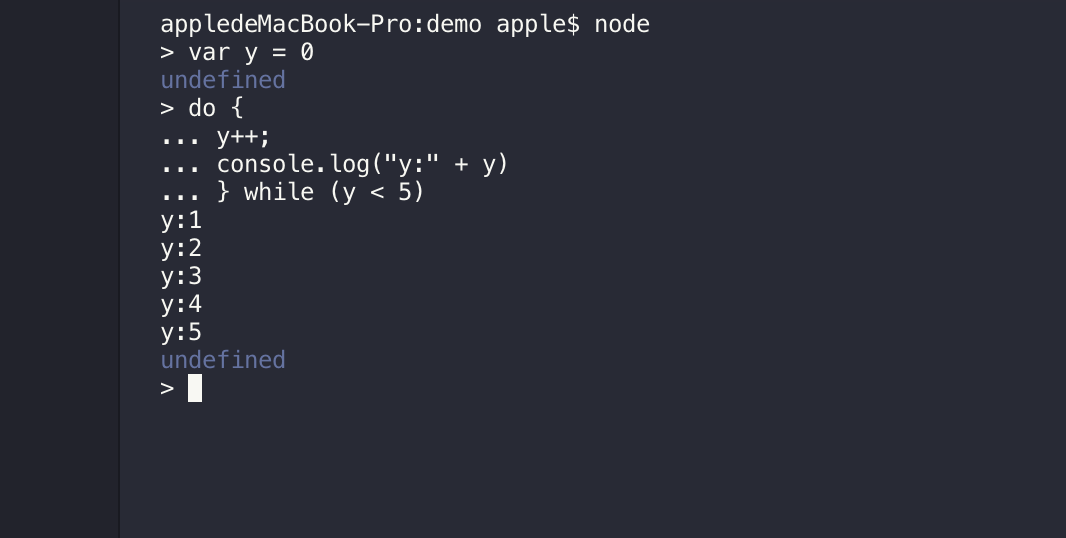 appledeMacBook-Pro:demo apple$ node
> var y = 0
undefined
> do {
... y++;
... console.log("y:" + y)
... } while (y < 5)
y:1
y:2
y:3
y:4
y:5
undefined
>